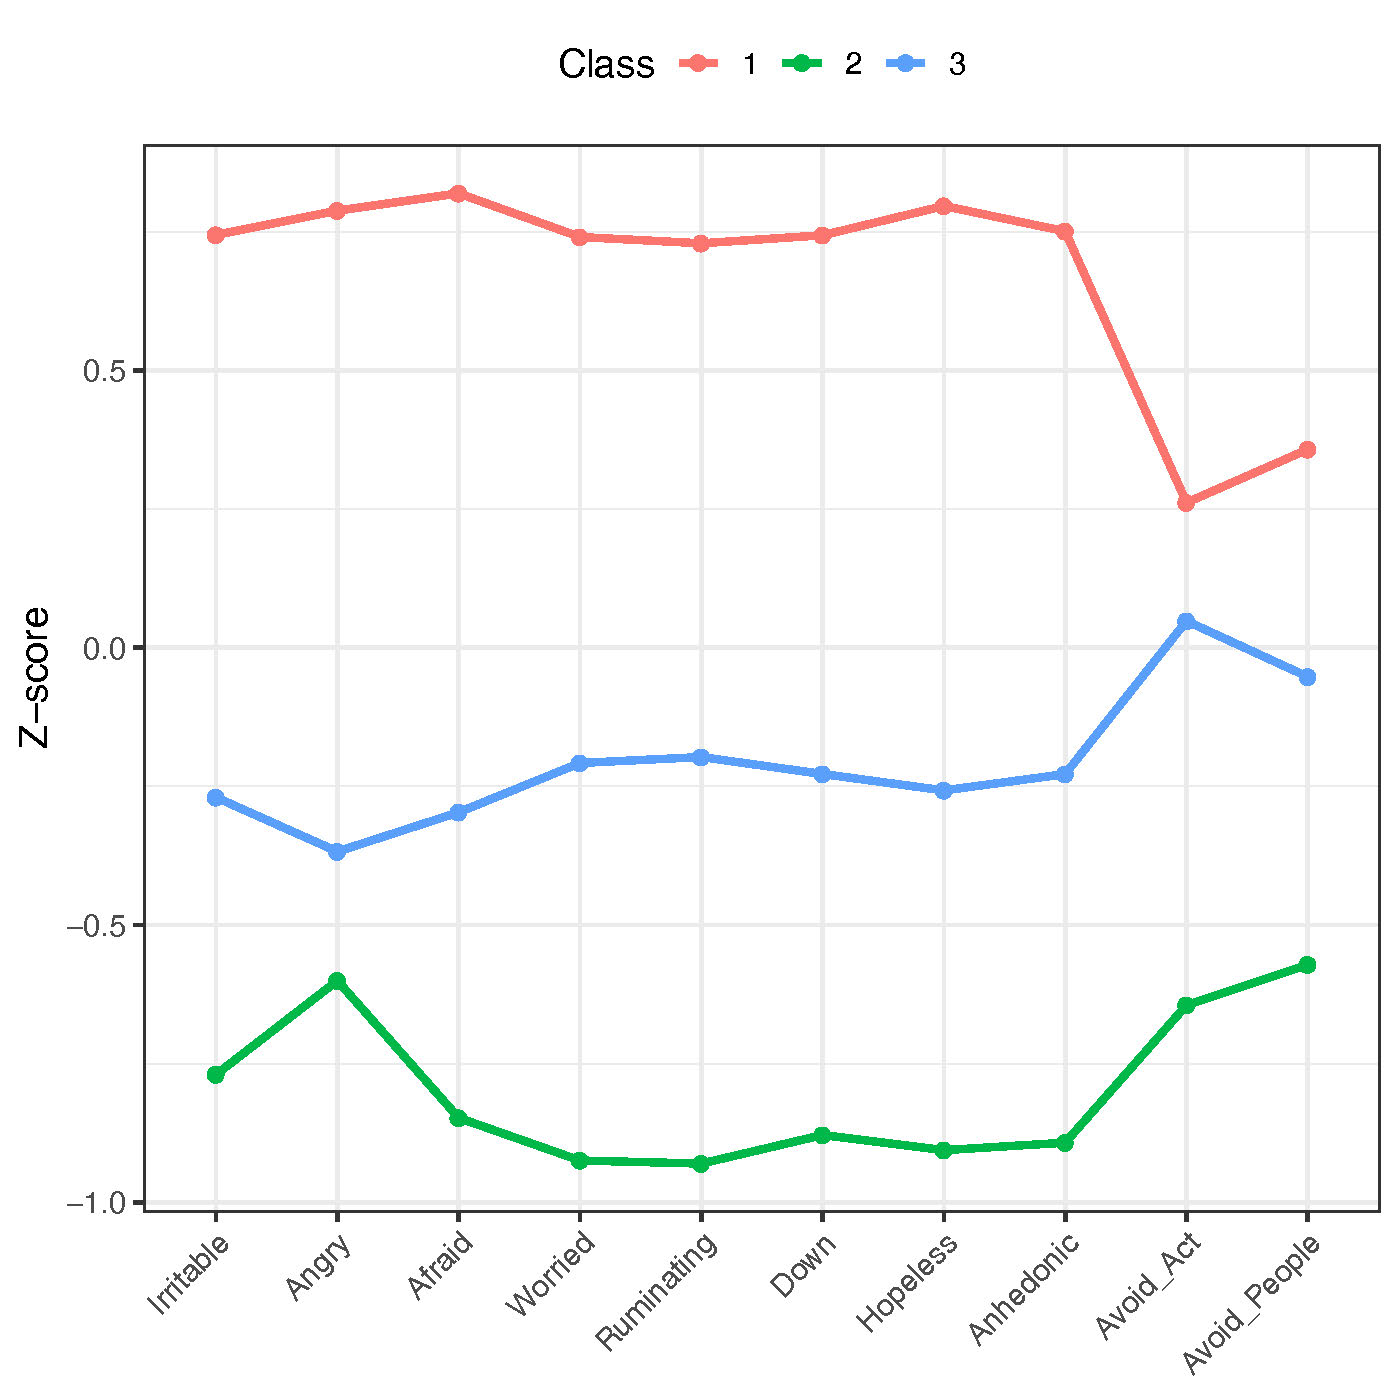 Class 1 2 3
Z−score
0.5
0.0
−0.5
−1.0
Irritable
Angry
Afraid
Worried
Ruminating
Down
Hopeless
Anhedonic
Avoid_Act
Avoid_People